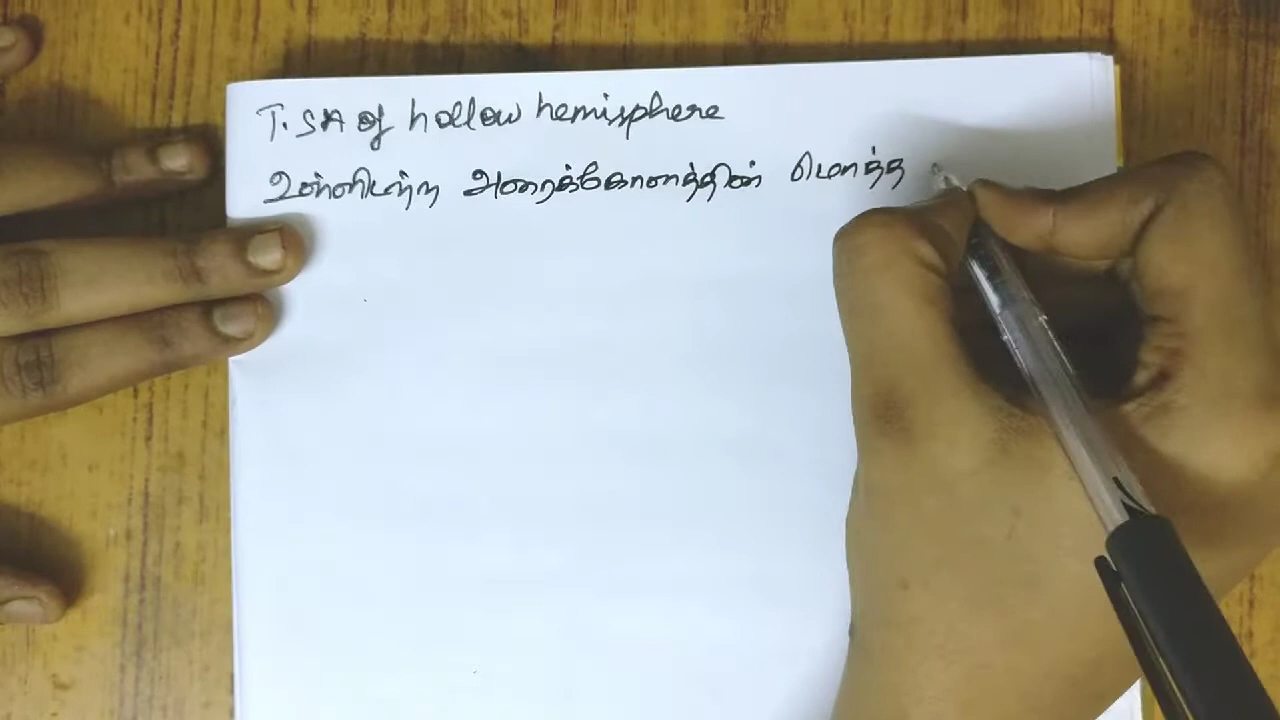 T.SA of hollow hemisphere
உள்ளீடற்ற அரைக்கோளத்தின் மொத்த